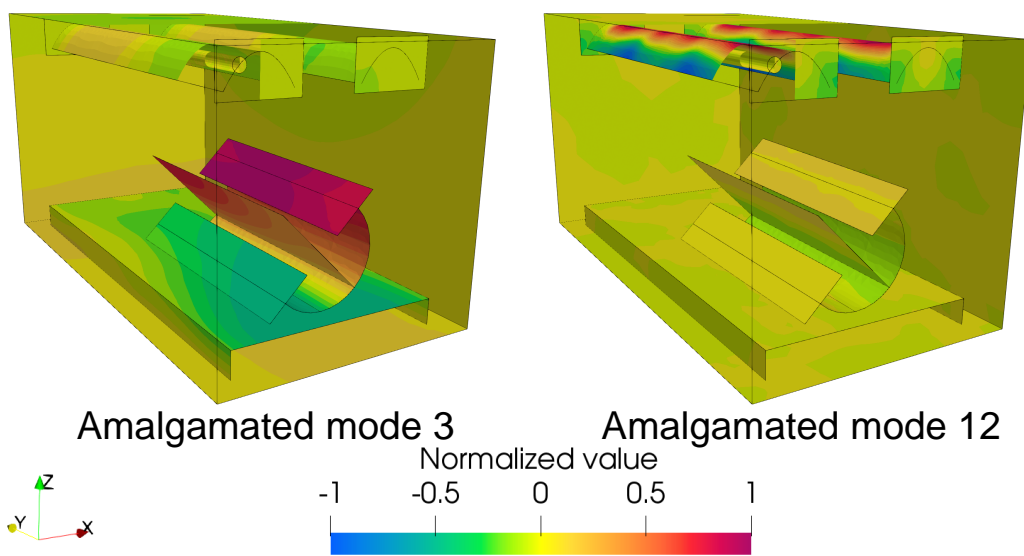 Amalgamated mode 3
Amalgamated mode 12
Normalized value
-1 -0.5 0 0.5 1
Z
Y
X